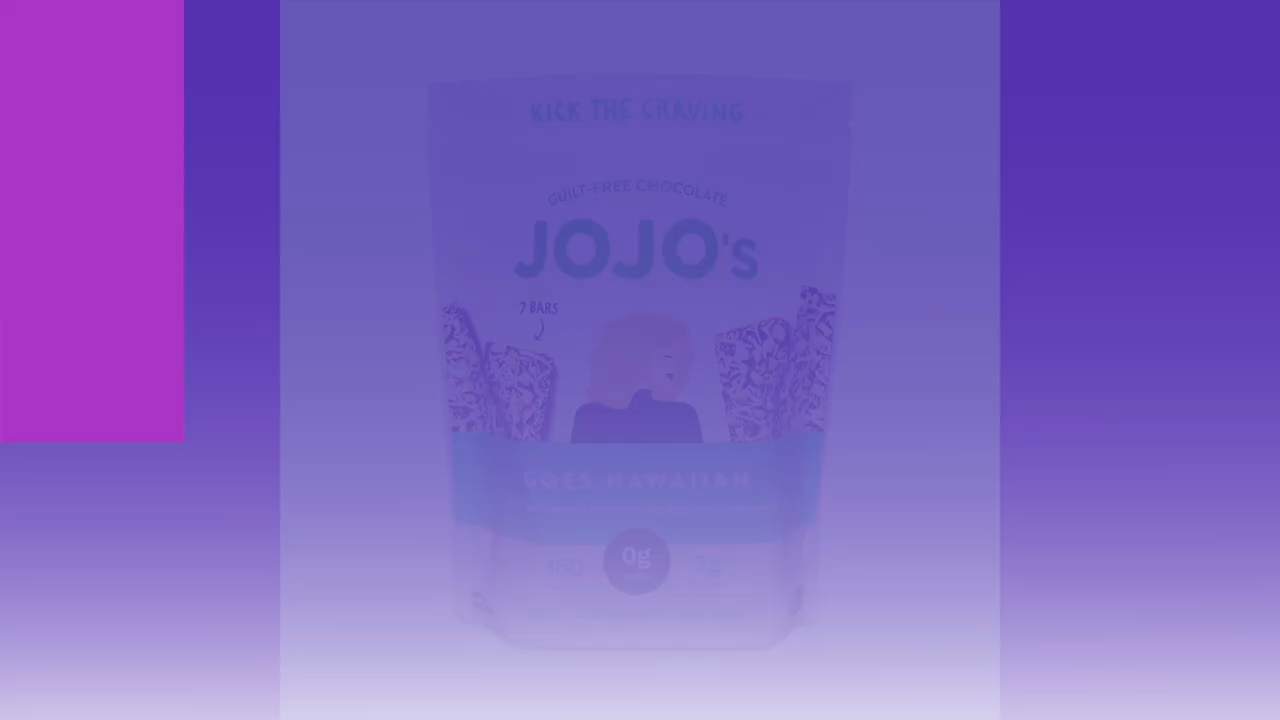 KICK THE CRAVING
GUILT-FREE CHOCOLATE
JOJO's
7 BARS
GOES HAWAIIAN
0g